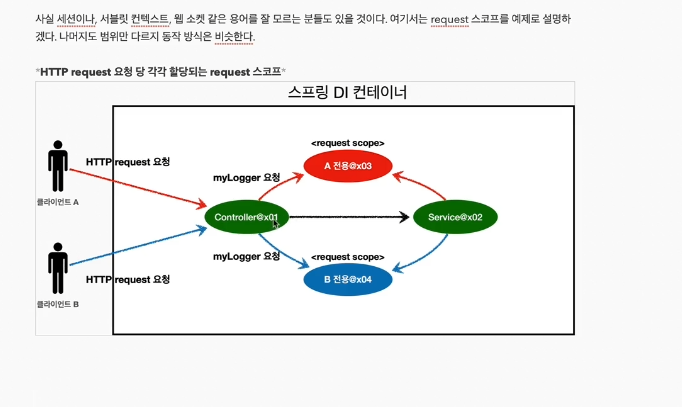 사실 세션이나, 서블릿 컨텍스트, 웹 소켓 같은 용어를 잘 모르는 분들도 있을 것이다. 여기서는 request 스코프를 예제로 설명하
겠다. 나머지도 범위만 다르지 동작 방식은 비슷한다.
*HTTP request 요청 당 각각 할당되는 request 스코프*
스프링 DI 컨테이너
<request scope>
HTTP request 요청
A 전용@x03
myLogger 요청
클라이언트 A
Controller@x01
Service@x02
myLogger 요청
<request scope>
HTTP request 요청
B 전용@x04
클라이언트 B